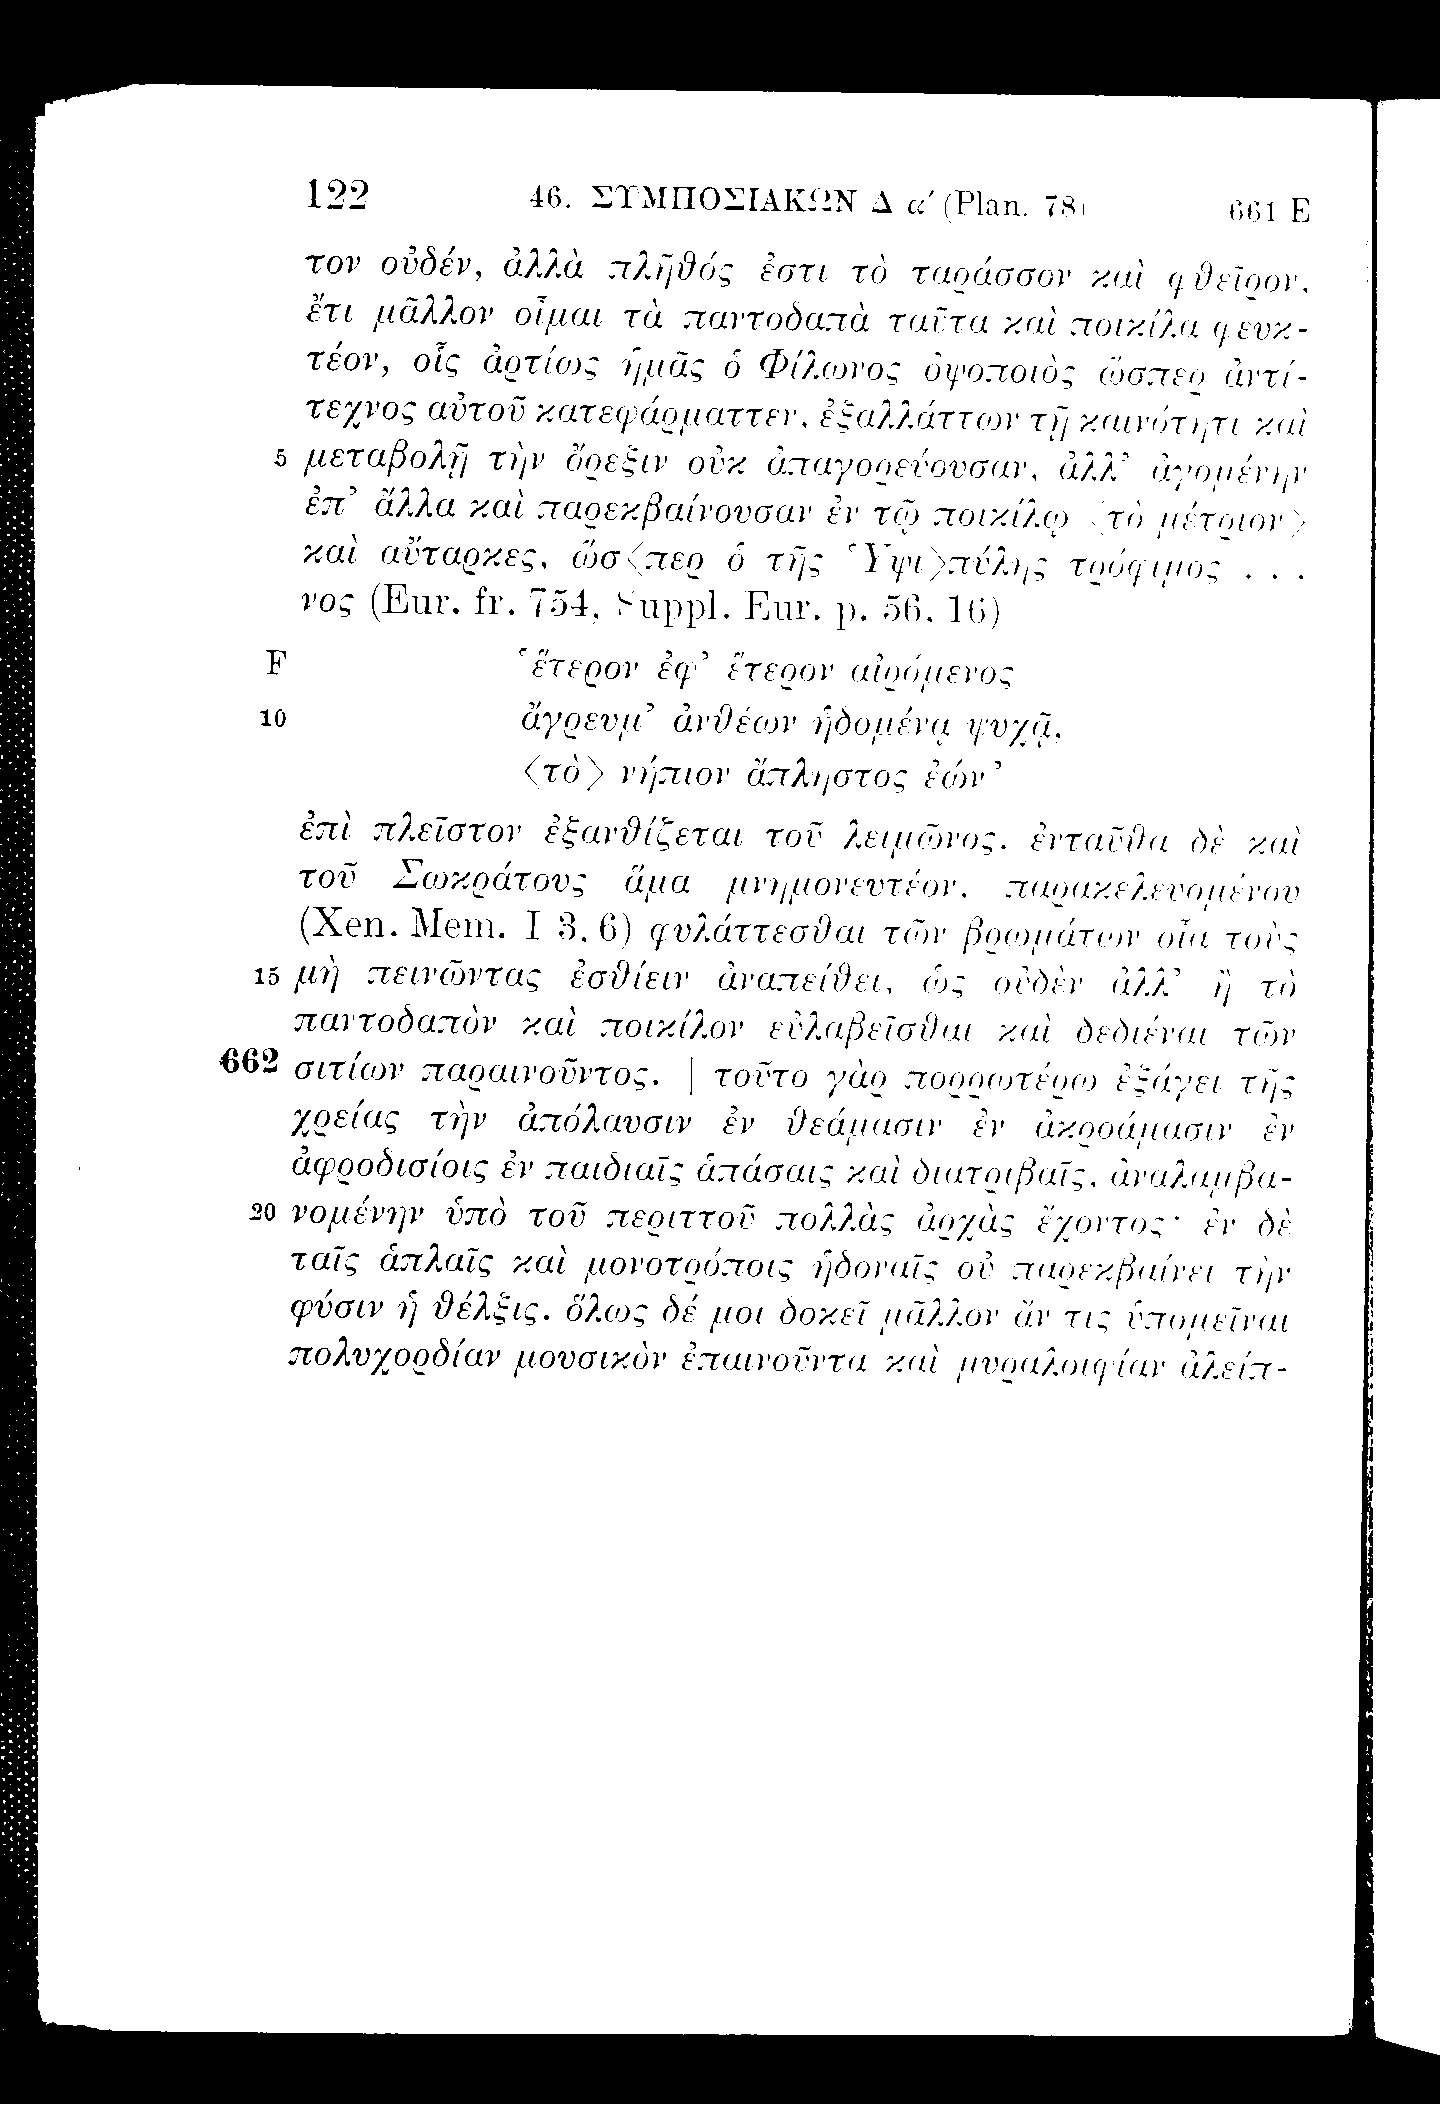 122 46. ΣΥΜΠΟΣΙΑΚΩΝ Δ α´ (Plan. 78) 661 E
τον οὐδέν, ἀλλὰ πλῆθός ἐστι τὸ ταράσσον καὶ φθεῖρον,
ἔτι μᾶλλον οἶμαι τὰ παντοδαπὰ ταῦτα καὶ ποικίλα φευκ-
τέον, οἷς ἀρτίως ἡμᾶς ὁ Φίλωνος ὀψοποιὸς ὥσπερ ἀντί-
τεχνος αὐτοῦ κατεφάρματτεν, ἐξαλλάττων τῇ καινότητι καὶ
5 μεταβολῇ τὴν ὄρεξιν οὐκ ἀπαγορεύουσαν, ἀλλ’ ἀγομένην
ἐπ’ ἄλλα καὶ παρεκβαίνουσαν ἐν τῷ ποικίλῳ ⟨τὸ μέτριον⟩
καὶ αὔταρκες, ὥσ⟨περ ὁ τῆς Ὑψι⟩πύλης τρόφιμος . . .
νος (Eur. fr. 754, Suppl. Eur. p. 56, 16)
F ‘ἕτερον ἐφ’ ἕτερον αἰρόμενος
10 ἄγρευμ’ ἀνθέων ἡδομένᾳ ψυχᾷ,
⟨τὸ⟩ νήπιον ἄπληστος ἐών’
ἐπὶ πλεῖστον ἐξανθίζεται τοῦ λειμῶνος. ἐνταῦθα δὲ καὶ
τοῦ Σωκράτους ἅμα μνημονευτέον, παρακελευομένου
(Xen. Mem. I 3, 6) φυλάττεσθαι τῶν βρωμάτων οἷα τοὺς
15 μὴ πεινῶντας ἐσθίειν ἀναπείθει, ὡς οὐδὲν ἀλλ’ ἢ τὸ
παντοδαπὸν καὶ ποικίλον εὐλαβεῖσθαι καὶ δεδιέναι τῶν
662 σιτίων παραινοῦντος. | τοῦτο γὰρ πορρωτέρω ἐξάγει τῆς
χρείας τὴν ἀπόλαυσιν ἐν θεάμασιν ἐν ἀκροάμασιν ἐν
ἀφροδισίοις ἐν παιδιαῖς ἁπάσαις καὶ διατριβαῖς, ἀναλαμβα-
20 νομένην ὑπὸ τοῦ περιττοῦ πολλὰς ἀρχὰς ἔχοντος· ἐν δὲ
ταῖς ἁπλαῖς καὶ μονοτρόποις ἡδοναῖς οὐ παρεκβαίνει τὴν
φύσιν ἡ θέλξις. ὅλως δέ μοι δοκεῖ μᾶλλον ἄν τις ὑπομεῖναι
πολυχορδίαν μουσικὸν ἐπαινοῦντα καὶ μυραλοιφίαν ἀλείπ-